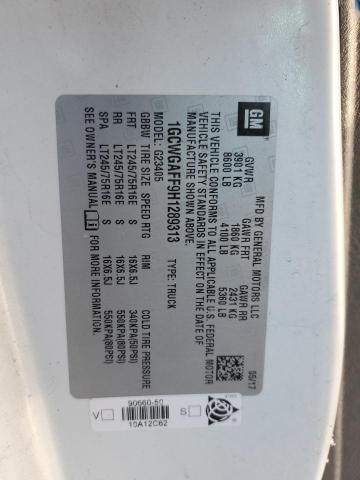 GM
MFD BY GENERAL MOTORS LLC
05/17
GVWR GAWR FRT GAWR RR
3901 KG 1860 KG 2431 KG
8600 LB 4100 LB 5360 LB
THIS VEHICLE CONFORMS TO ALL APPLICABLE U.S. FEDERAL MOTOR
VEHICLE SAFETY STANDARDS IN EFFECT ON THE DATE OF
MANUFACTURE SHOWN ABOVE.
1GCWGAFF9H1289313 TYPE: TRUCK
MODEL: G23405
GBBW TIRE SIZE SPEED RTG RIM COLD TIRE PRESSURE
FRT LT245/75R16E S 16X6.5J 340KPA(50PSI)
RR LT245/75R16E S 16X6.5J 550KPA(80PSI)
SPA LT245/75R16E S 16X6.5J 550KPA(80PSI)
SEE OWNER'S MANUAL i FOR MORE INFORMATION.
90660-50
V S
10A12C62